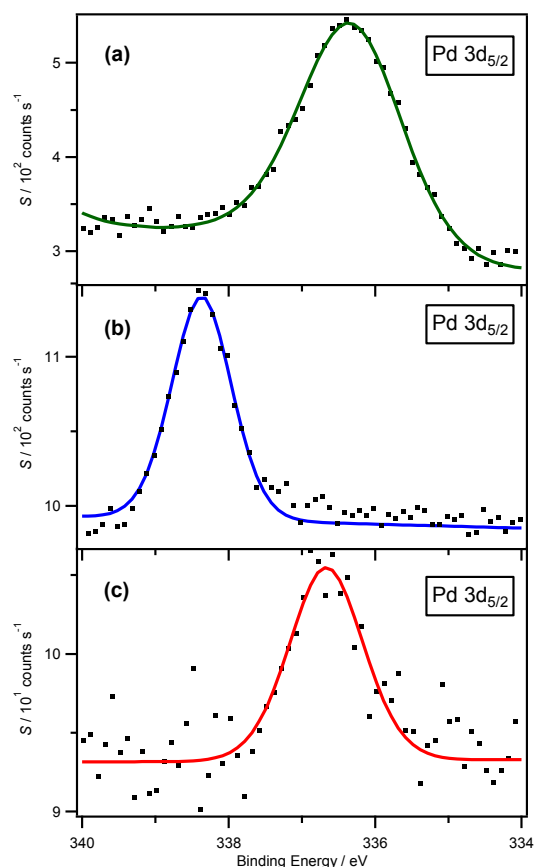 (a)
Pd 3d5/2
S / 10² counts s⁻¹
5
4
3
(b)
Pd 3d5/2
S / 10² counts s⁻¹
11
10
(c)
Pd 3d5/2
S / 10¹ counts s⁻¹
10
9
340 338 336 334
Binding Energy / eV